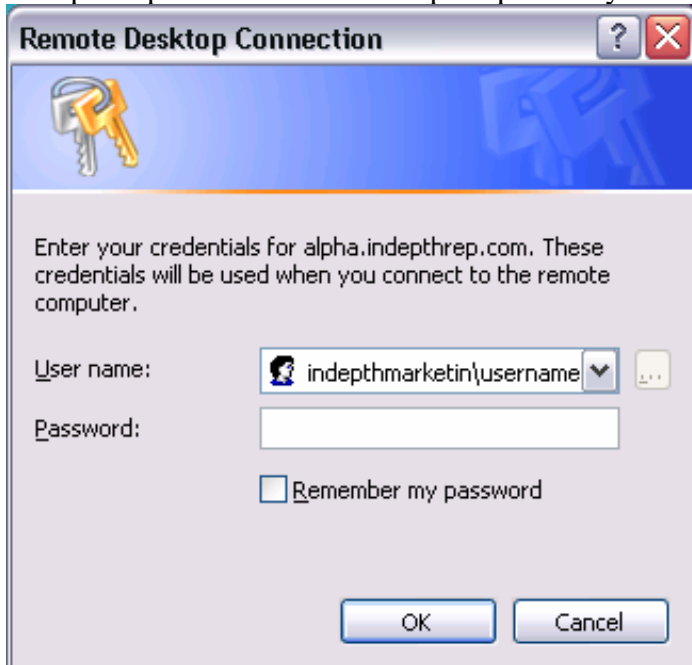 Remote Desktop Connection
Enter your credentials for alpha.indepthrep.com. These
credentials will be used when you connect to the remote
computer.
User name: indepthmarketin\username
...
Password:
Remember my password
OK Cancel